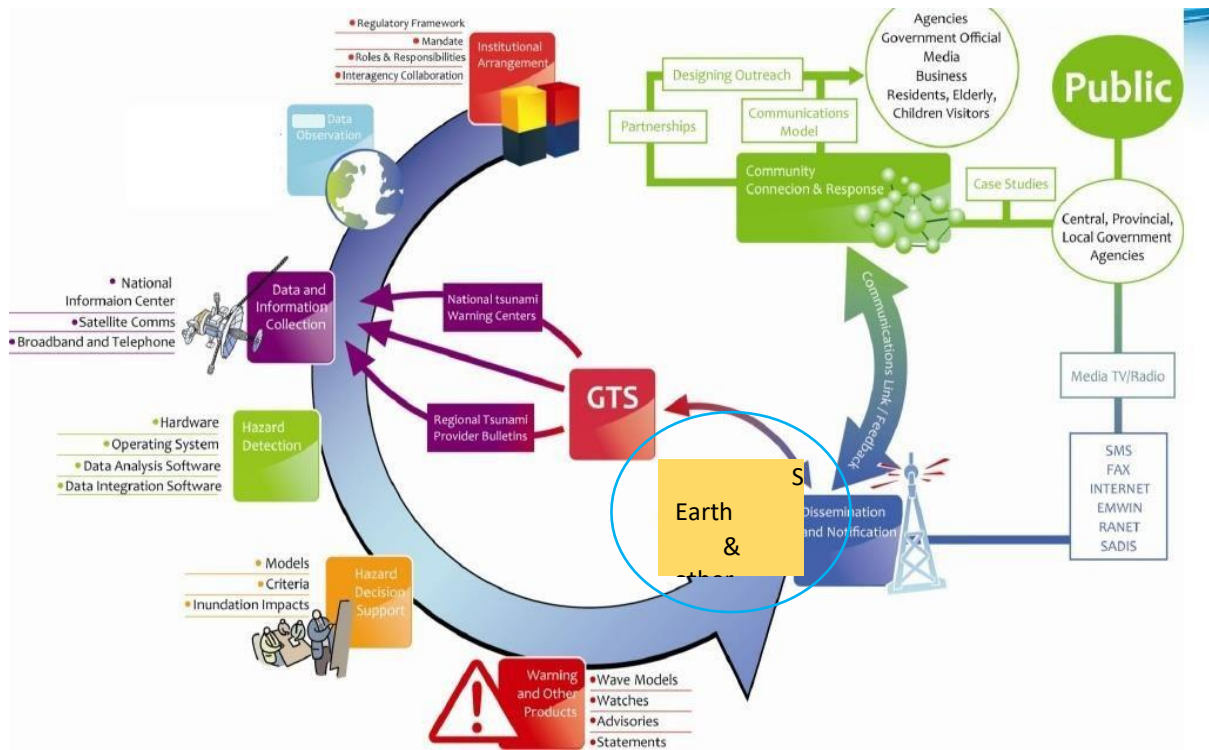 Regulatory Framework
Mandate
Roles & Responsibilities
Interagency Collaboration
Institutional
Arrangement
Data
Observation
National
Informaion Center
Satellite Comms
Broadband and Telephone
Data and
Information
Collection
National Tsunami
Warning Centers
Regional Tsunami
Provider Bulletins
GTS
Hardware
Operating System
Data Analysis Software
Data Integration Software
Hazard
Detection
Models
Criteria
Inundation Impacts
Hazard
Decision
Support
Warning
and Other
Products
Wave Models
Watches
Advisories
Statements
S
Earth
&
Dissemination
and Notification
Communications Link / Feedback
Designing Outreach
Partnerships
Communications
Model
Agencies
Government Official
Media
Business
Residents, Elderly,
Children Visitors
Community
Connecion & Response
Case Studies
Public
Central, Provincial,
Local Government
Agencies
Media TV/Radio
SMS
FAX
INTERNET
EMWIN
RANET
SADIS